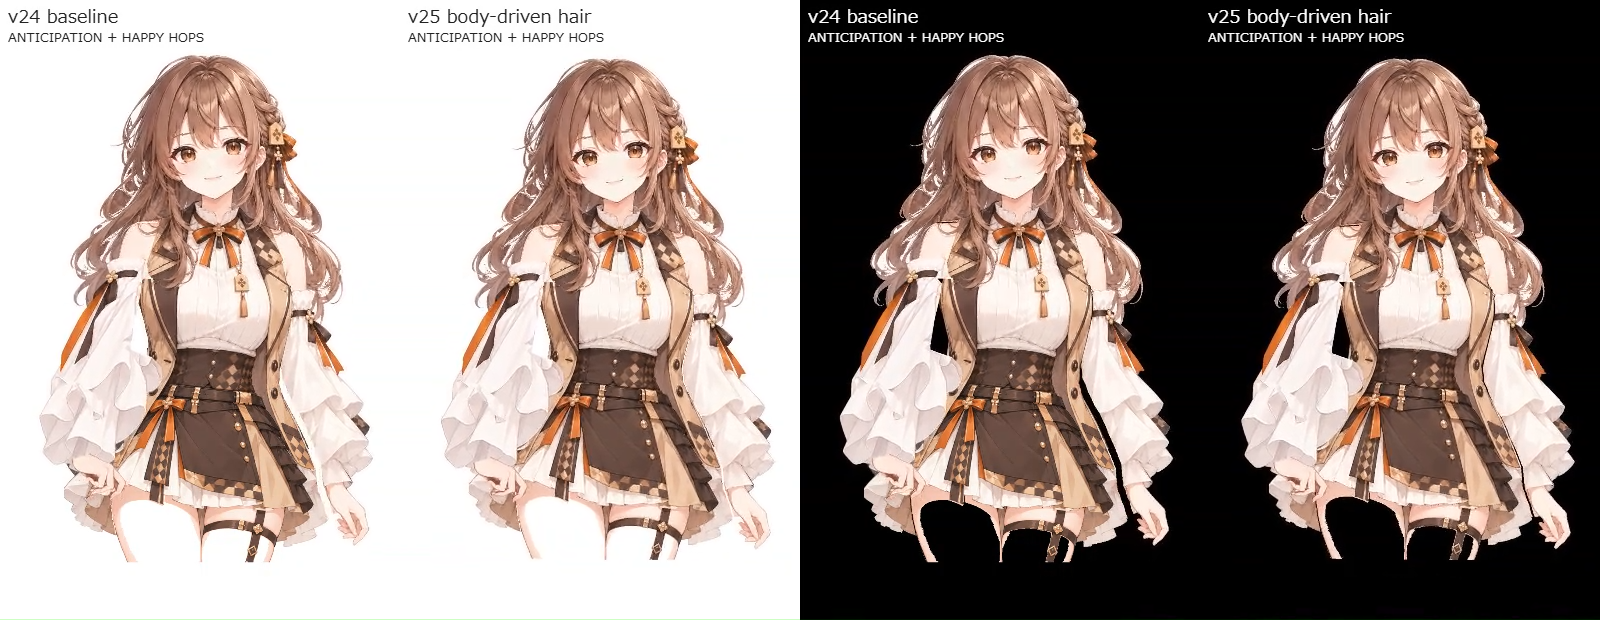 v24 baseline
ANTICIPATION + HAPPY HOPS
v25 body-driven hair
ANTICIPATION + HAPPY HOPS
v24 baseline
ANTICIPATION + HAPPY HOPS
v25 body-driven hair
ANTICIPATION + HAPPY HOPS